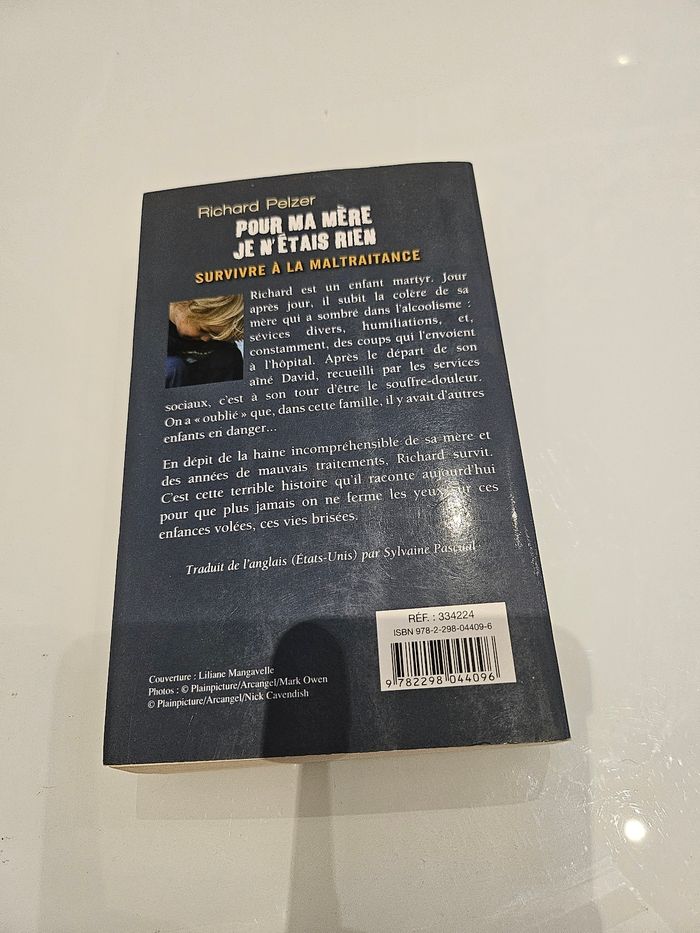 Richard Pelzer
POUR MA MÈRE
JE N'ÉTAIS RIEN
SURVIVRE À LA MALTRAITANCE
Richard est un enfant martyr. Jour
après jour, il subit la colère de sa
mère qui a sombré dans l'alcoolisme :
sévices divers, humiliations, et,
constamment, des coups qui l'envoient
à l'hôpital. Après le départ de son
aîné David, recueilli par les services
sociaux, c'est à son tour d'être le souffre-douleur.
On a « oublié » que, dans cette famille, il y avait d'autres
enfants en danger...
En dépit de la haine incompréhensible de sa mère et
des années de mauvais traitements, Richard survit.
C'est cette terrible histoire qu'il raconte aujourd'hui
pour que plus jamais on ne ferme les yeux sur ces
enfances volées, ces vies brisées.
Traduit de l'anglais (États-Unis) par Sylvaine Pascual
RÉF. : 334224
ISBN 978-2-298-04409-6
9 782298 044096
Couverture : Liliane Mangavelle
Photos : © Plainpicture/Arcangel/Mark Owen
© Plainpicture/Arcangel/Nick Cavendish